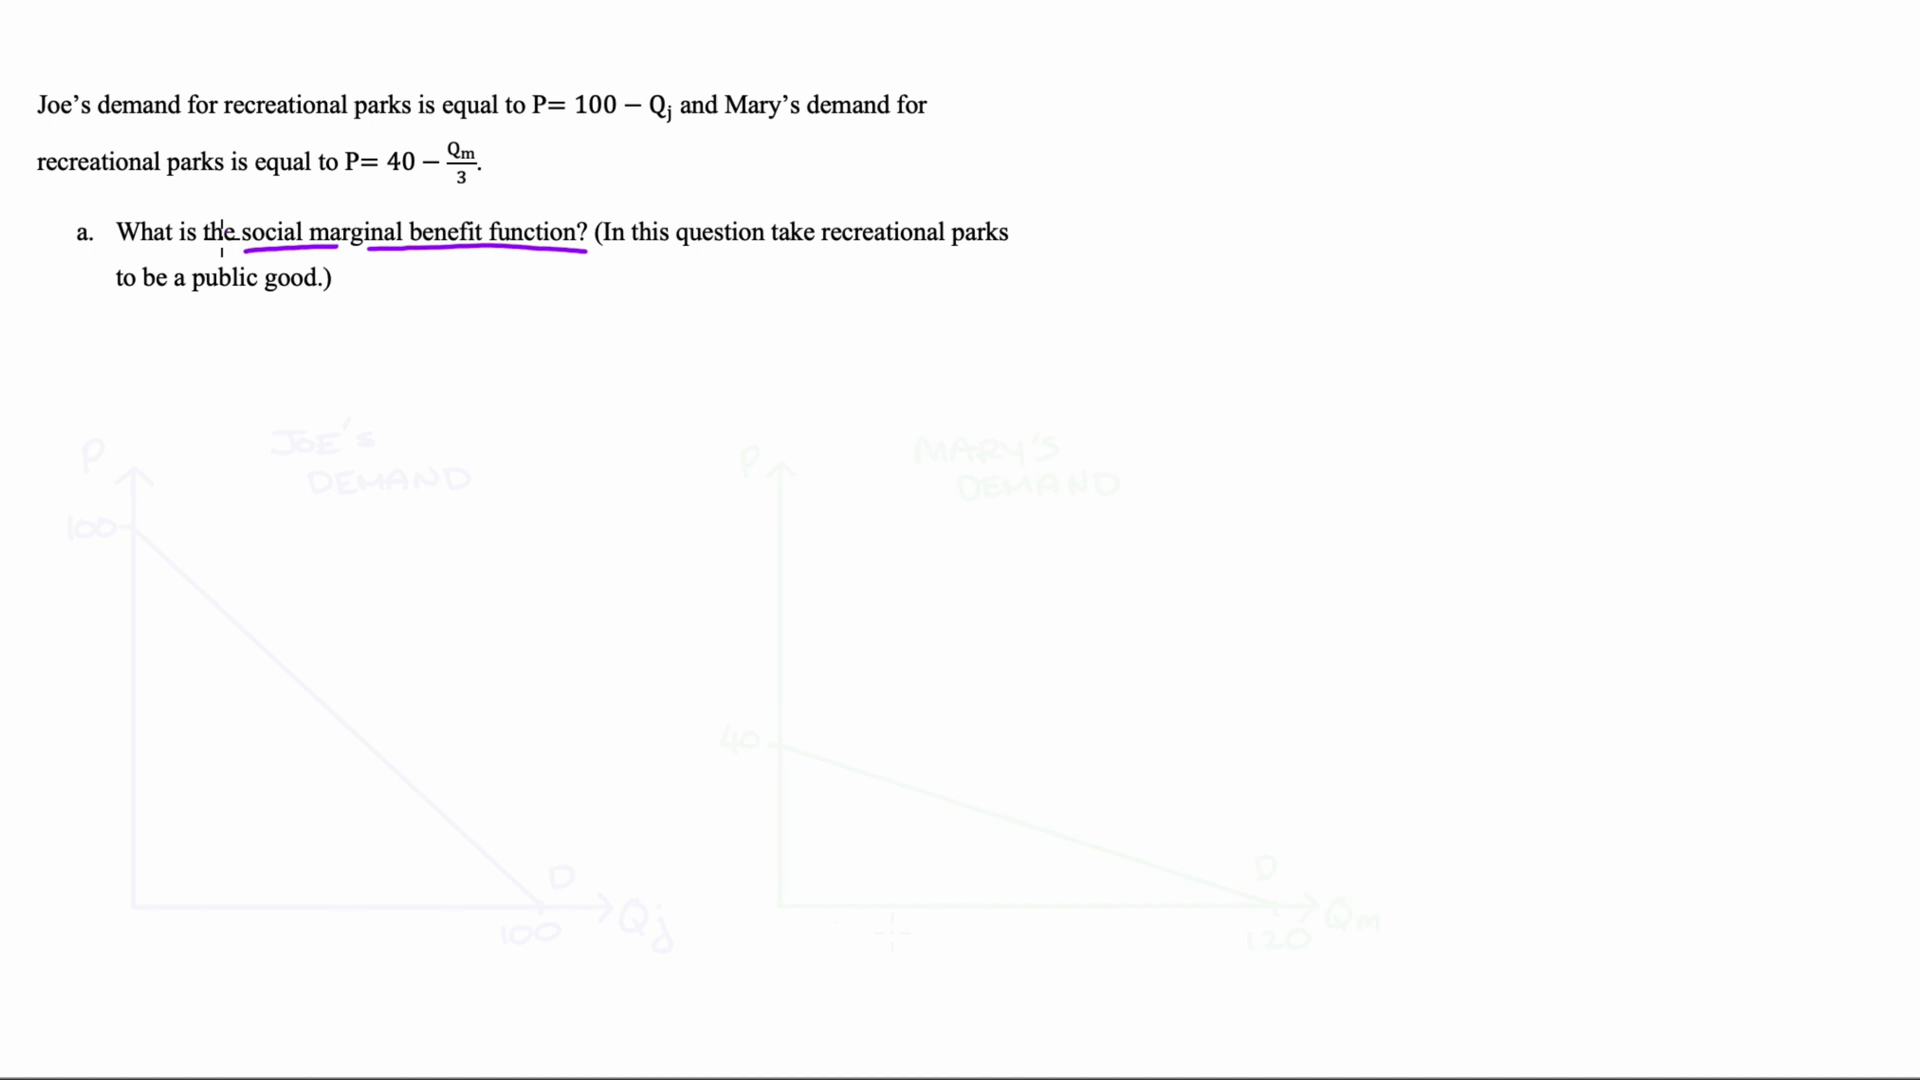 Joe’s demand for recreational parks is equal to P= 100 − Qj and Mary’s demand for
recreational parks is equal to P= 40 − Qm/3.
a. What is the social marginal benefit function? (In this question take recreational parks
to be a public good.)
JOE'S
DEMAND
P
100
D
100
Qj
MARY'S
DEMAND
P
40
D
120
Qm